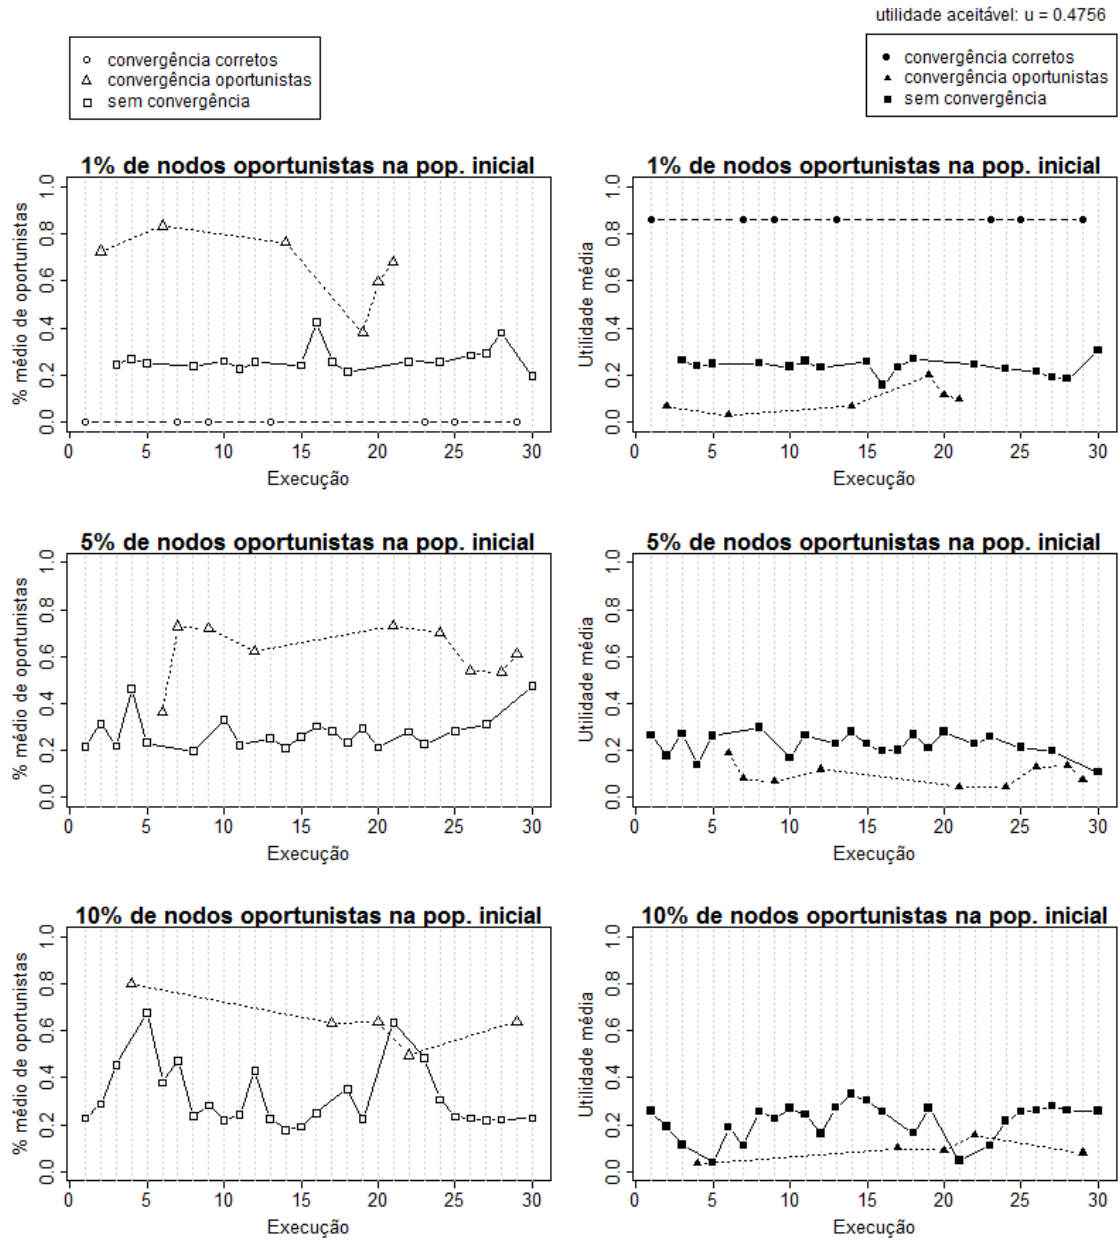 utilidade aceitável: u = 0.4756
convergência corretos
convergência oportunistas
sem convergência
convergência corretos
convergência oportunistas
sem convergência
1% de nodos oportunistas na pop. inicial
% médio de oportunistas
0.0 0.2 0.4 0.6 0.8 1.0
0 5 10 15 20 25 30
Execução
1% de nodos oportunistas na pop. inicial
Utilidade média
0.0 0.2 0.4 0.6 0.8 1.0
0 5 10 15 20 25 30
Execução
5% de nodos oportunistas na pop. inicial
% médio de oportunistas
0.0 0.2 0.4 0.6 0.8 1.0
0 5 10 15 20 25 30
Execução
5% de nodos oportunistas na pop. inicial
Utilidade média
0.0 0.2 0.4 0.6 0.8 1.0
0 5 10 15 20 25 30
Execução
10% de nodos oportunistas na pop. inicial
% médio de oportunistas
0.0 0.2 0.4 0.6 0.8 1.0
0 5 10 15 20 25 30
Execução
10% de nodos oportunistas na pop. inicial
Utilidade média
0.0 0.2 0.4 0.6 0.8 1.0
0 5 10 15 20 25 30
Execução